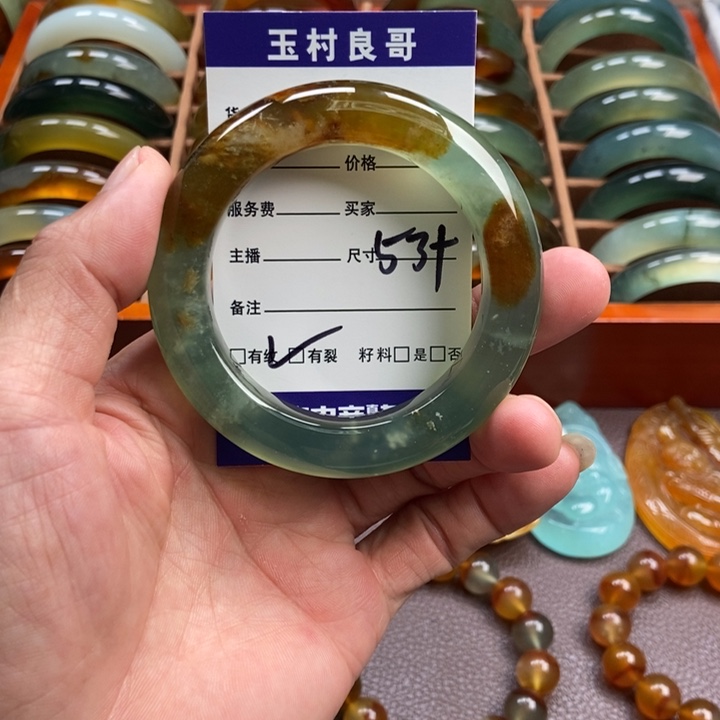 玉村良哥
货
价格
服务费 买家
主播 尺寸 53+
备注
□有纹 □有裂 籽料□是□否